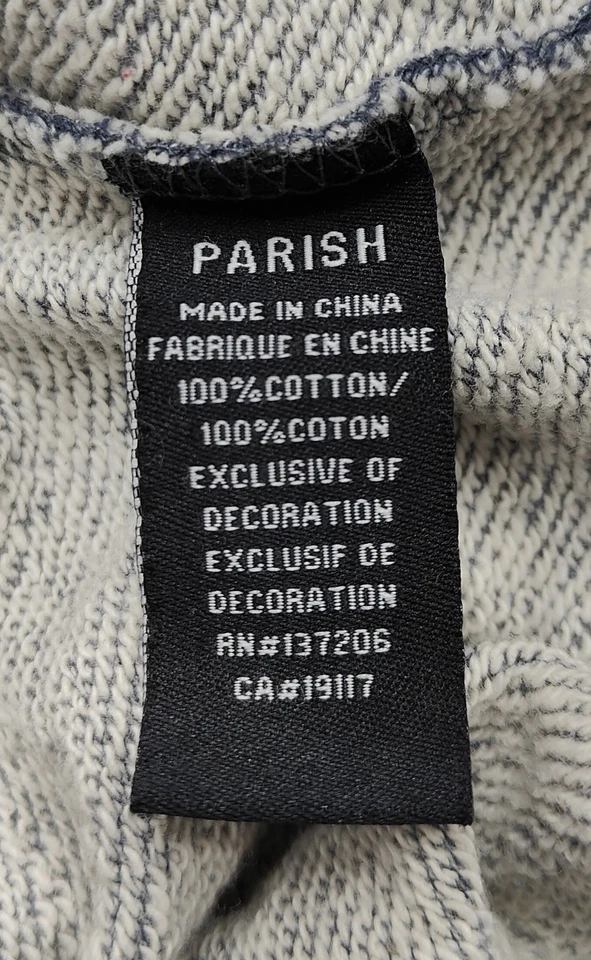 PARISH
MADE IN CHINA
FABRIQUE EN CHINE
100%COTTON/
100%COTON
EXCLUSIVE OF
DECORATION
EXCLUSIF DE
DECORATION
RN#137206
CA#19117